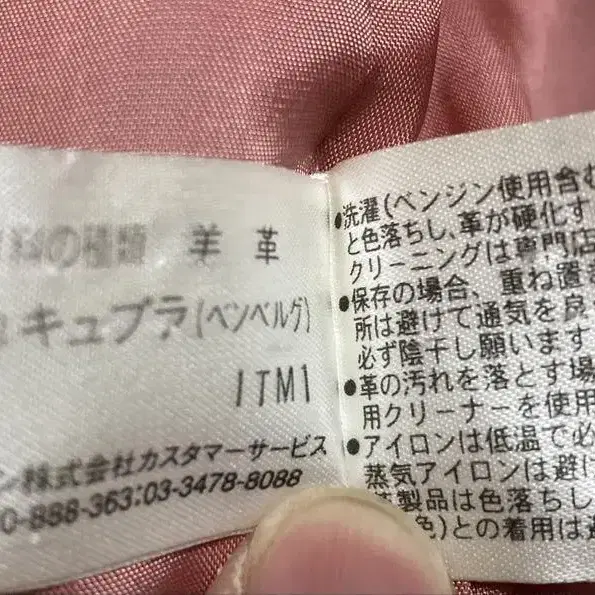 料の種類 羊 革
キュプラ(ベンベルグ)
ITM1
ン株式会社カスタマーサービス
0-888-363:03-3478-8088
●洗濯(ベンジン使用含む
と色落ちし、革が硬化す
クリーニングは専門店
●保存の場合、重ね置き
所は避けて通気を良
必ず陰干し願います
●革の汚れを落とす場
用クリーナーを使用
●アイロンは低温で必
蒸気アイロンは避け
製品は色落ちし
色)との着用は